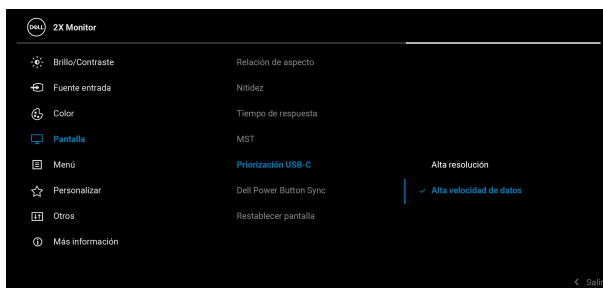 DELL 2X Monitor
Brillo/Contraste Relación de aspecto
Fuente entrada Nitidez
Color Tiempo de respuesta
Pantalla MST
Menú Priorización USB-C Alta resolución
Personalizar Dell Power Button Sync Alta velocidad de datos
Otros Restablecer pantalla
Más información
Salir